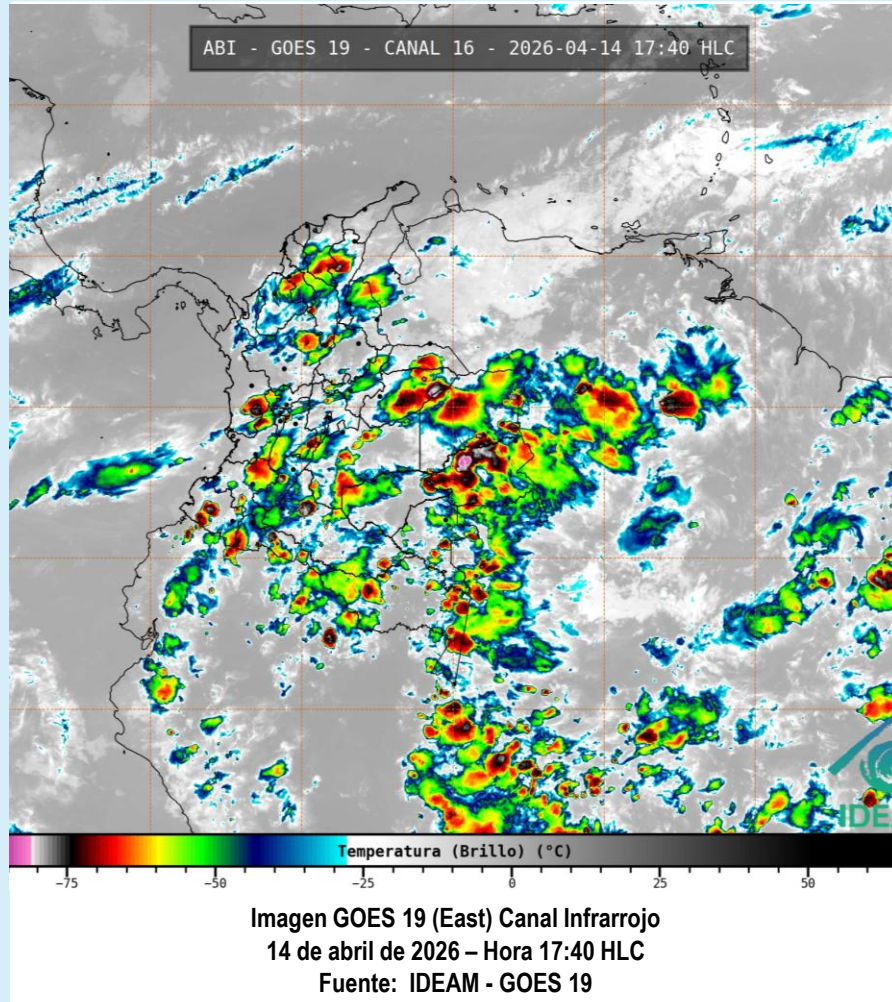 ABI - GOES 19 - CANAL 16 - 2026-04-14 17:40 HLC
IDEA
Temperatura (Brillo) (°C)
−75 −50 −25 0 25 50
Imagen GOES 19 (East) Canal Infrarrojo
14 de abril de 2026 – Hora 17:40 HLC
Fuente: IDEAM - GOES 19